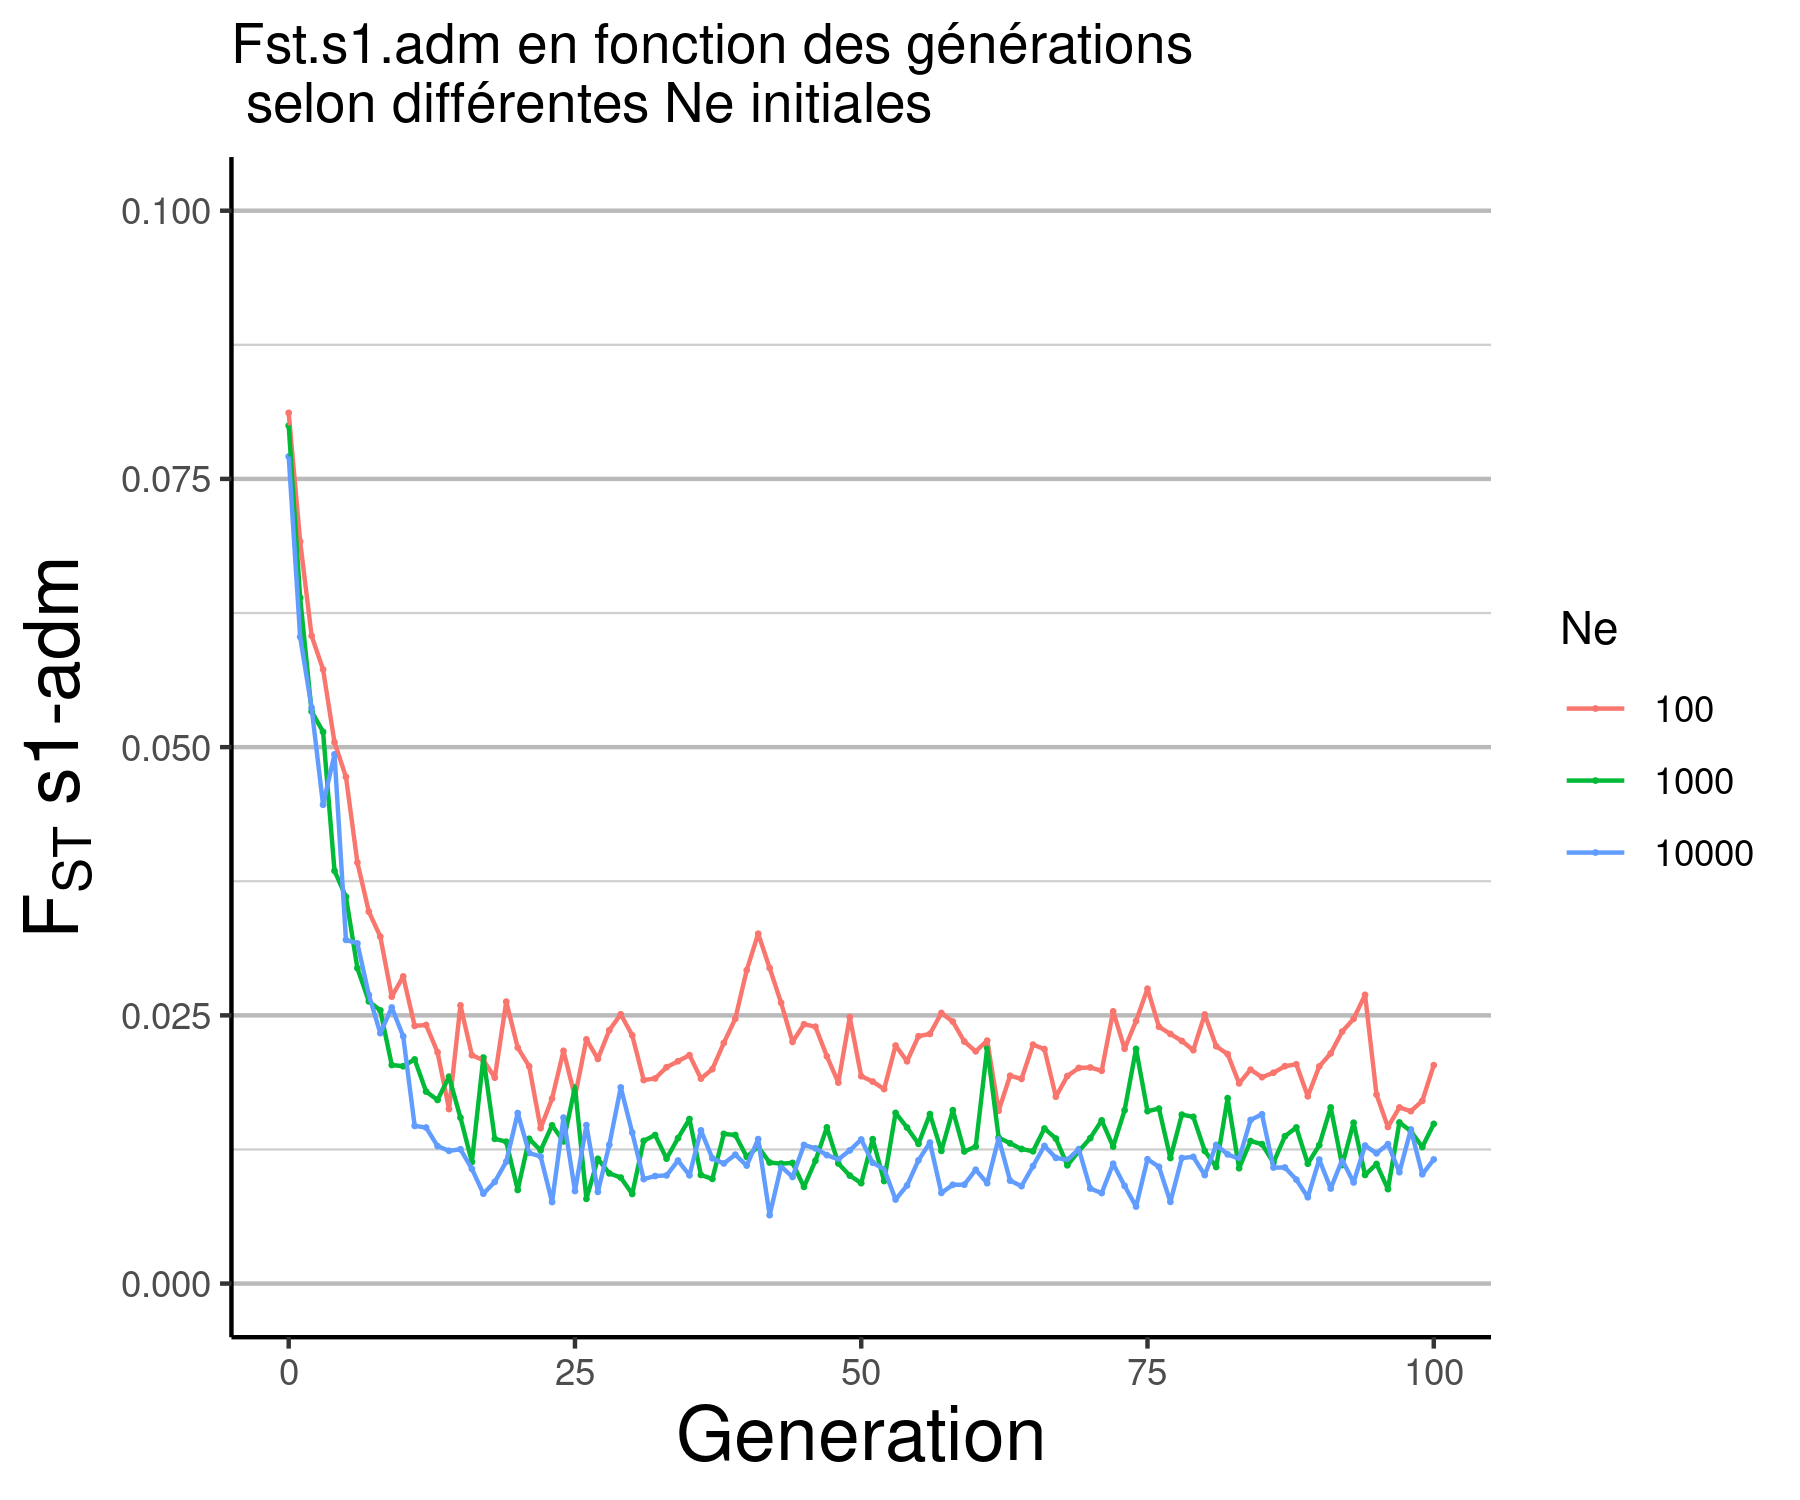 Fst.s1.adm en fonction des générations
selon différentes Ne initiales
0.100
0.075
0.050
0.025
0.000
FST s1-adm
0 25 50 75 100
Generation
Ne
100
1000
10000